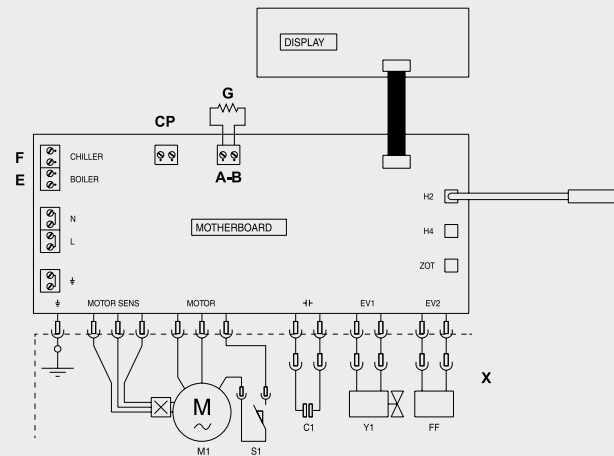 DISPLAY
G
CP
F CHILLER
E BOILER
A-B
N
L
MOTHERBOARD
H2
H4
ZOT
MOTOR SENS MOTOR EV1 EV2
X
M
M1 S1 C1 Y1 FF